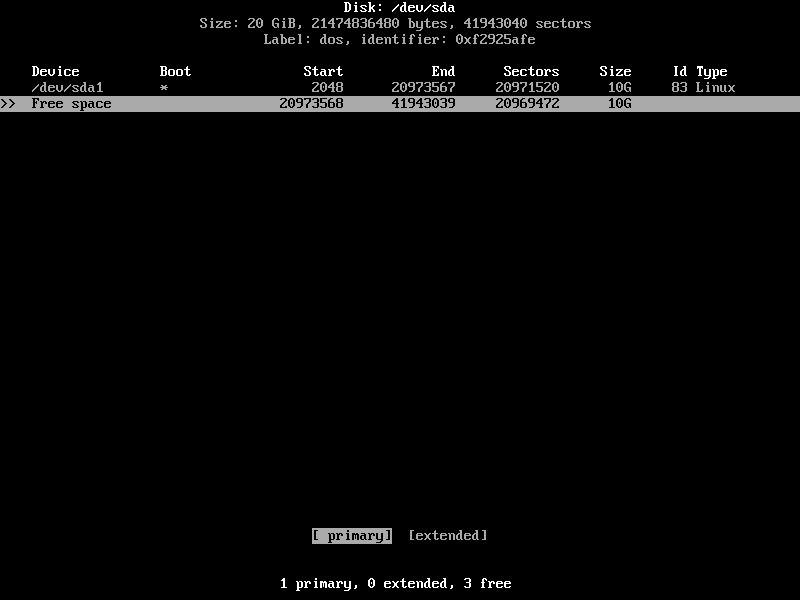 Disk: /dev/sda
Size: 20 GiB, 21474836480 bytes, 41943040 sectors
Label: dos, identifier: 0xf2925afe
Device Boot Start End Sectors Size Id Type
/dev/sda1 * 2048 20973567 20971520 10G 83 Linux
>> Free space 20973568 41943039 20969472 10G
[ primary] [extended]
1 primary, 0 extended, 3 free